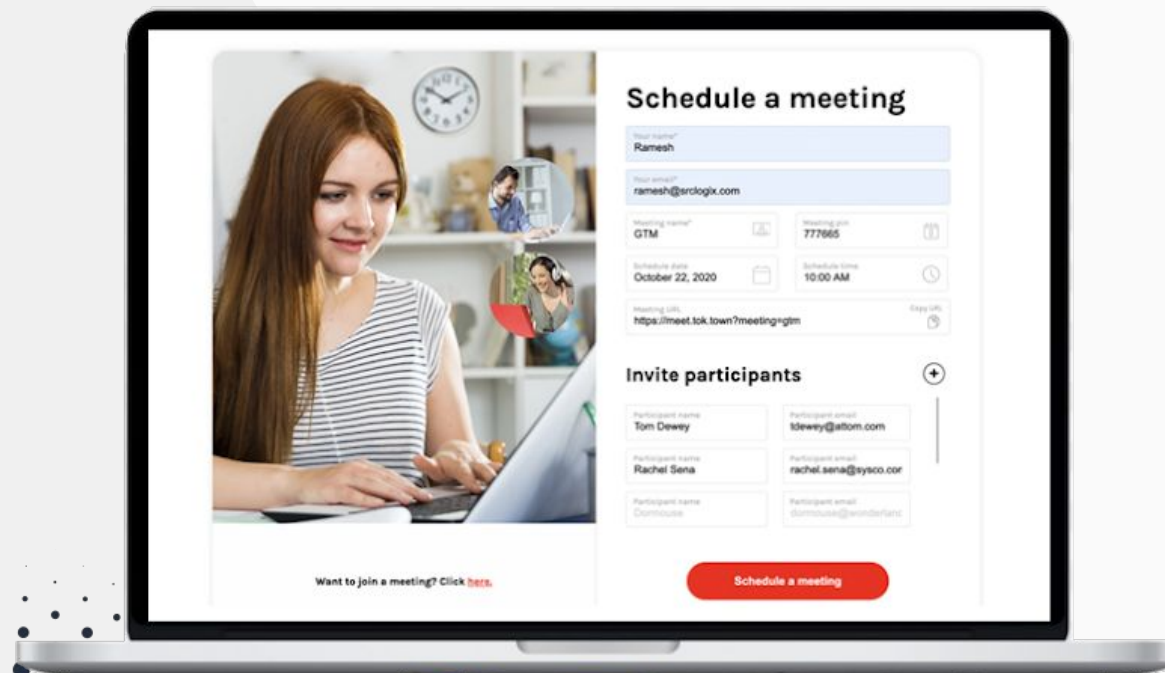 Schedule a meeting
Your name*
Ramesh
Your email*
ramesh@srclogix.com
Meeting name*
GTM
Meeting pin
777665
Schedule date
October 22, 2020
Schedule time
10:00 AM
Meeting URL
https://meet.tok.town?meeting=gtm
Copy URL
Invite participants
Participant name
Tom Dewey
Participant email
tdewey@attom.com
Participant name
Rachel Sena
Participant email
rachel.sena@sysco.cor
Participant name
Dormouse
Participant email
dormouse@wonderlanc
Want to join a meeting? Click here.
Schedule a meeting